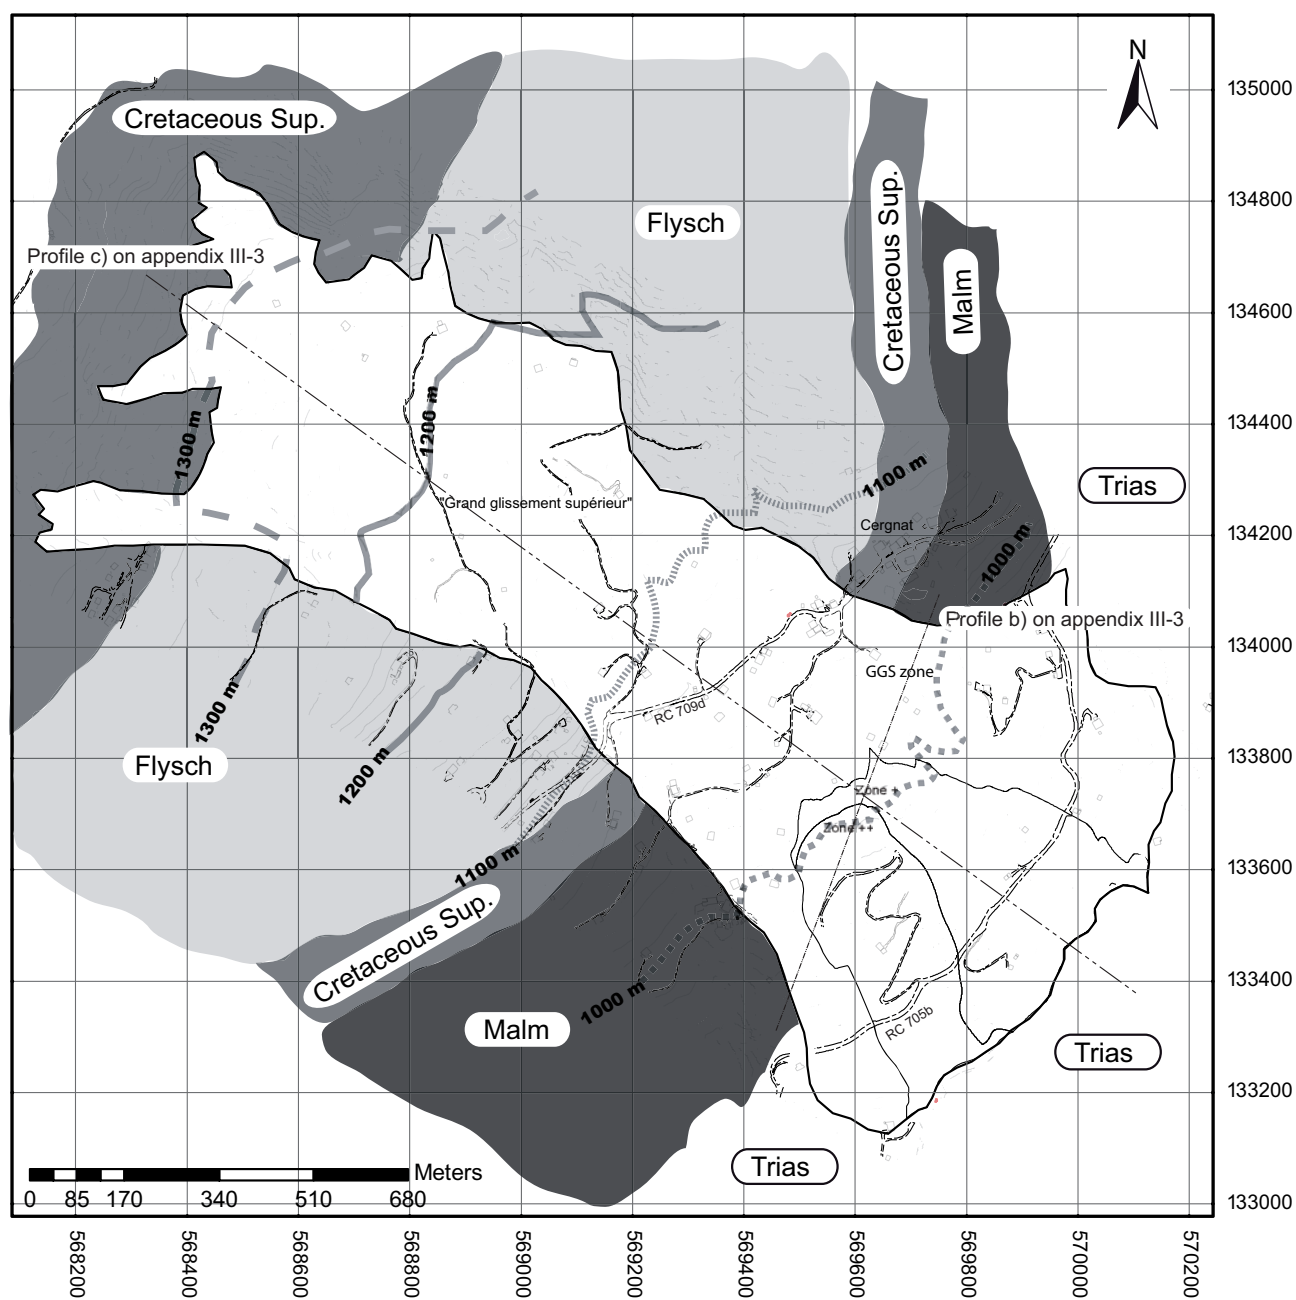 N
135000
Cretaceous Sup.
134800
Cretaceous Sup.
Flysch
Profile c) on appendix III-3
Malm
134600
1200 m
1300 m
134400
1100 m
Trias
"Grand glissement supérieur"
Cergnat
134200
1000 m
Profile b) on appendix III-3
134000
GGS zone
1300 m
RC 709d
Flysch
133800
1200 m
Zone +
Zone ++
1100 m
133600
Cretaceous Sup.
1000 m
133400
Malm
RC 705b
Trias
133200
Trias
Meters
0 85 170 340 510 680
133000
568200 568400 568600 568800 569000 569200 569400 569600 569800 570000 570200